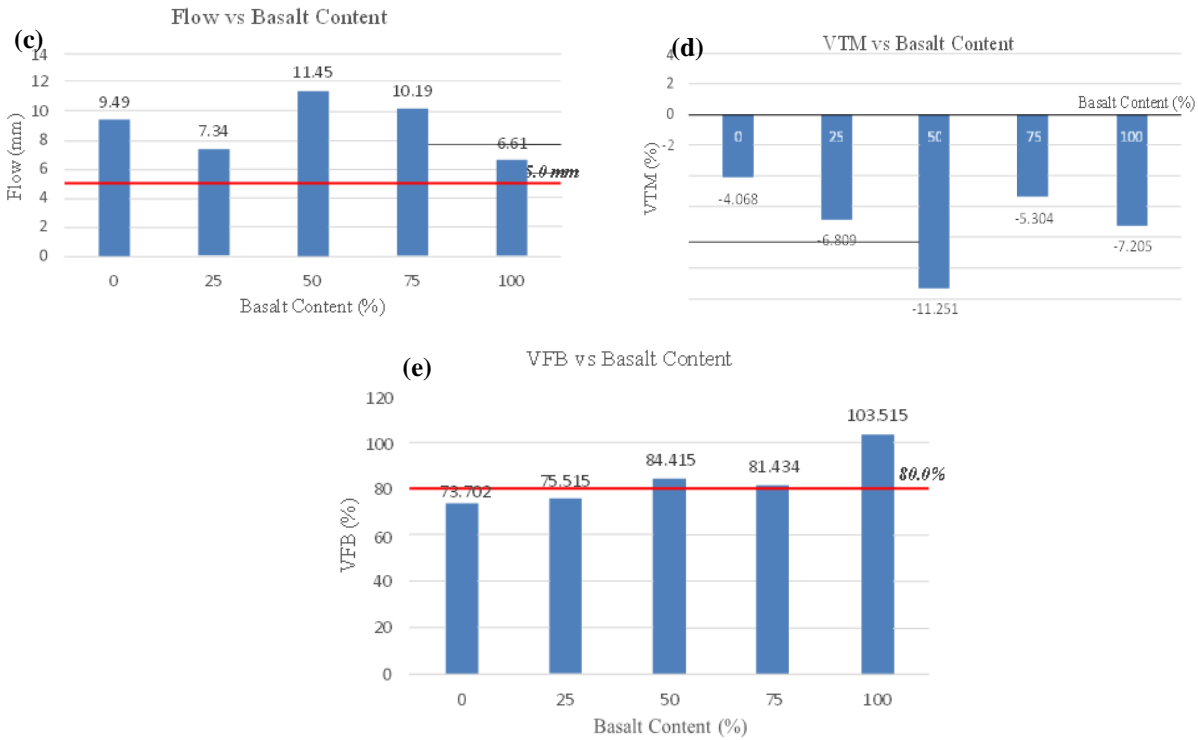 Flow vs Basalt Content
(c)
14
12
10
8
6
4
2
0
Flow (mm)
9.49
7.34
11.45
10.19
6.61
5.0 mm
0 25 50 75 100
Basalt Content (%)
(d)
VTM vs Basalt Content
4
2
0
-2
VTM (%)
Basalt Content (%)
0 25 50 75 100
-4.068
-6.809
-11.251
-5.304
-7.205
(e)
VFB vs Basalt Content
120
100
80
60
40
20
0
VFB (%)
73.702
75.515
84.415
81.434
103.515
80.0%
0 25 50 75 100
Basalt Content (%)